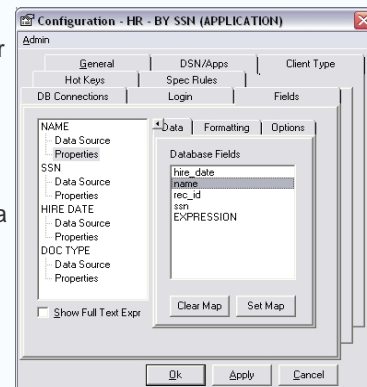 Configuration - HR - BY SSN (APPLICATION)
Admin
General DSN/Apps Client Type
Hot Keys Spec Rules
DB Connections Login Fields
NAME
Data Source
Properties
SSN
Data Source
Properties
HIRE DATE
Data Source
Properties
DOC TYPE
Data Source
Properties
Show Full Text Expr
Data Formatting Options
Database Fields
hire_date
name
rec_id
ssn
EXPRESSION
Clear Map Set Map
Ok Apply Cancel
r
a